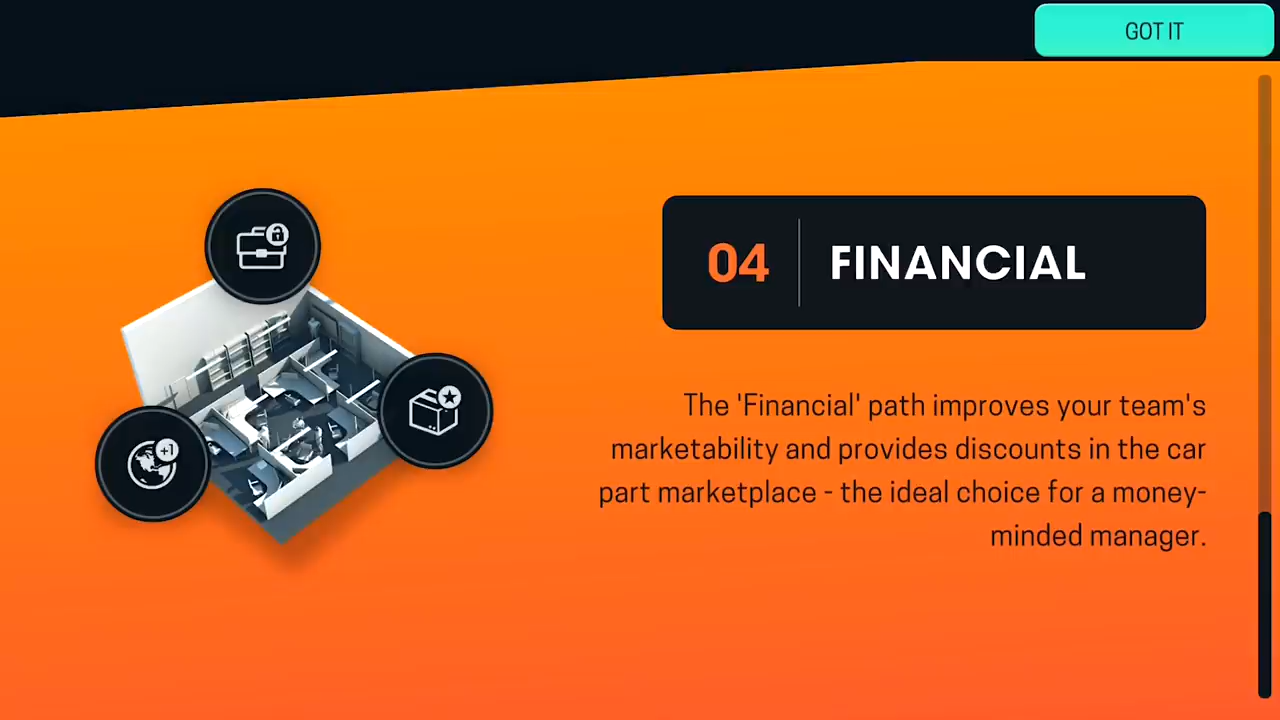 GOT IT
04 FINANCIAL
The 'Financial' path improves your team's
marketability and provides discounts in the car
part marketplace - the ideal choice for a money-
minded manager.
+1